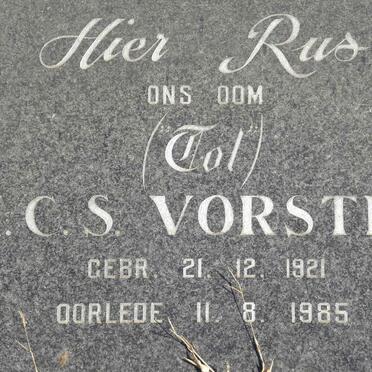 Hier Rus
ONS OOM
("Tol")
. C. S. VORST
GEBR. 21. 12. 1921
OORLEDE 11. 8. 1985